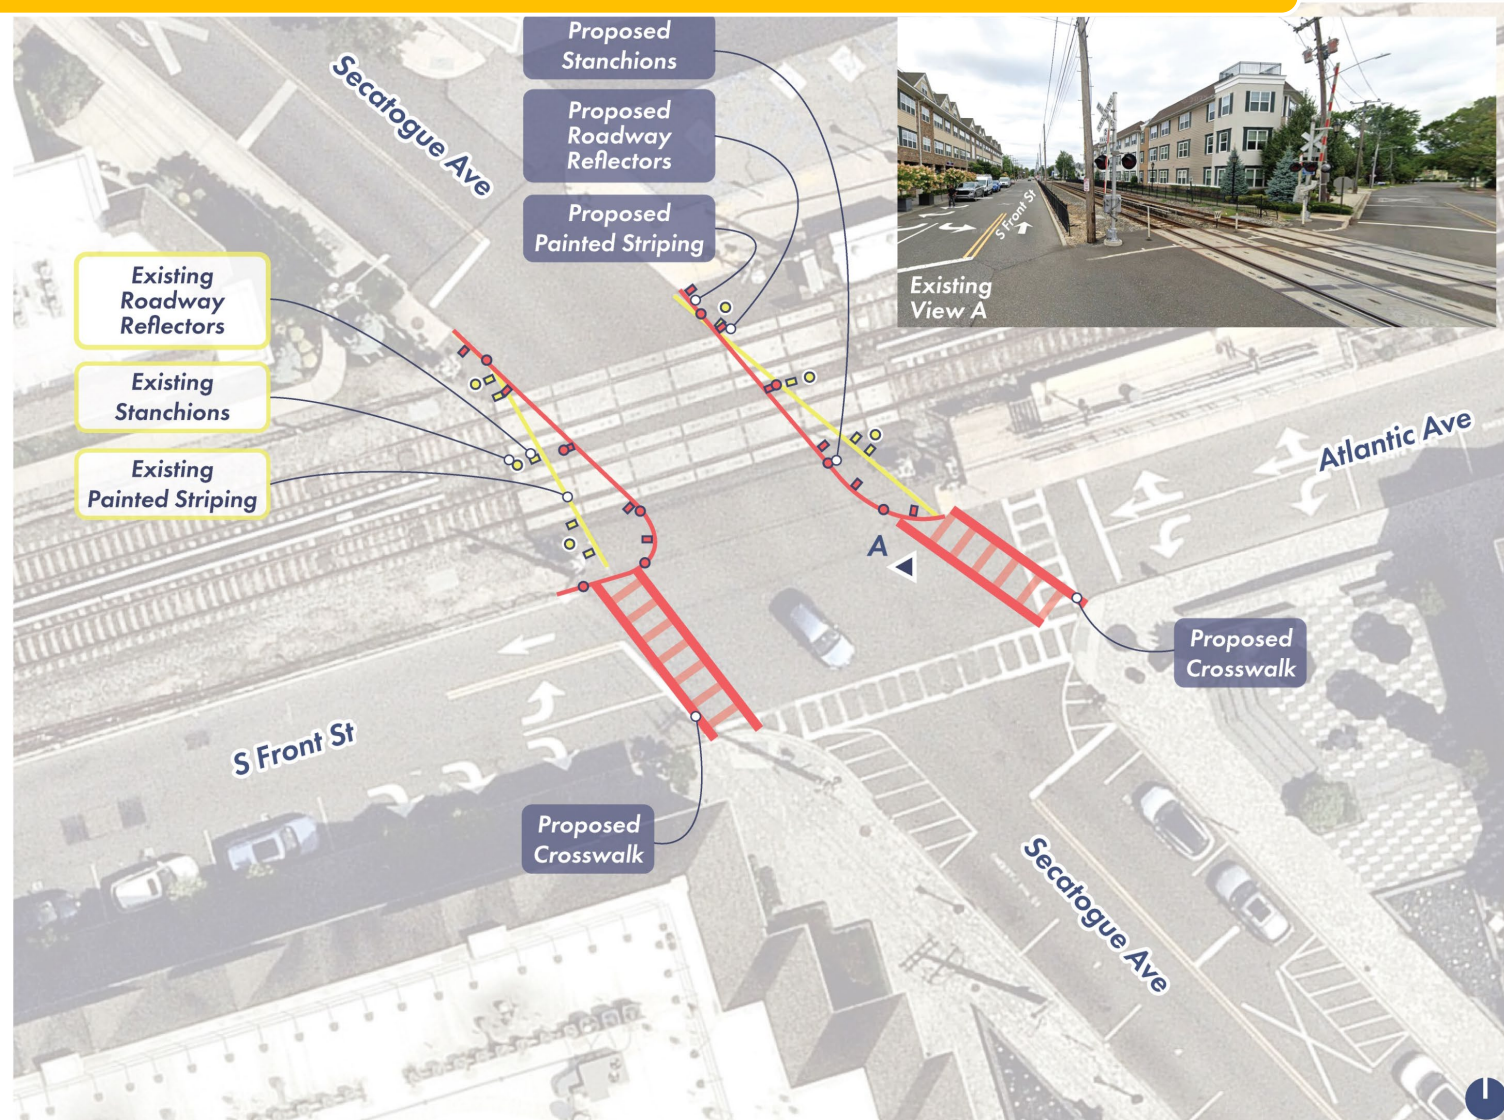 Proposed
Stanchions
Proposed
Roadway
Reflectors
Proposed
Painted Striping
Secatogue Ave
S Front St
Existing
View A
Existing
Roadway
Reflectors
Existing
Stanchions
Existing
Painted Striping
Atlantic Ave
A
Proposed
Crosswalk
S Front St
Proposed
Crosswalk
Secatogue Ave